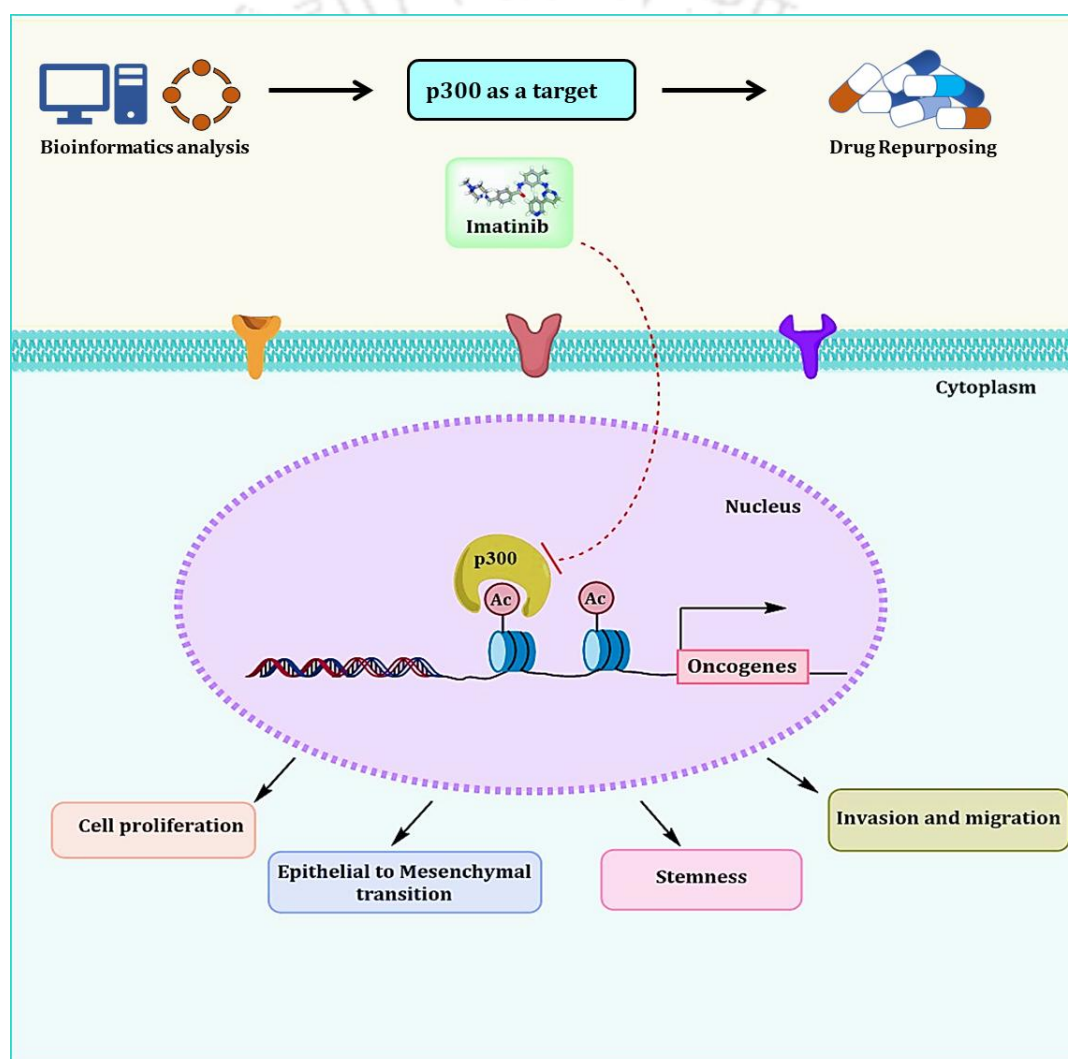 p300 as a target
Bioinformatics analysis
Drug Repurposing
Imatinib
Cytoplasm
Nucleus
p300
Ac
Ac
Oncogenes
Cell proliferation
Invasion and migration
Epithelial to Mesenchymal
transition
Stemness